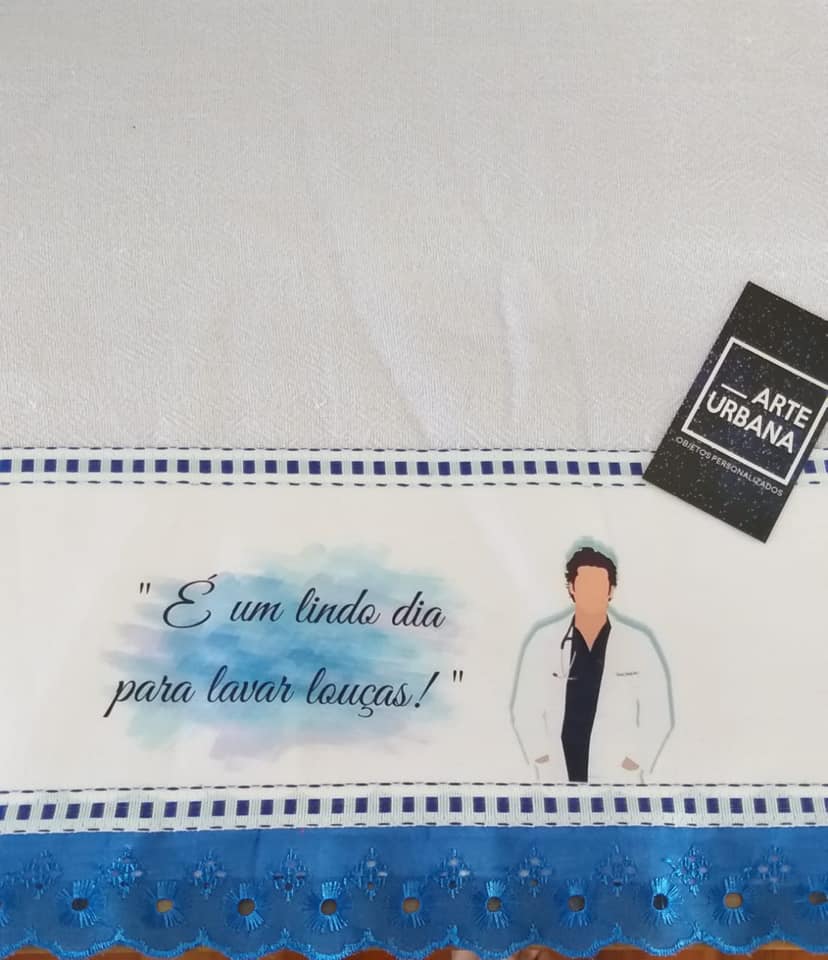 — ARTE
URBANA
OBJETOS PERSONALIZADOS
" É um lindo dia
para lavar louças! "